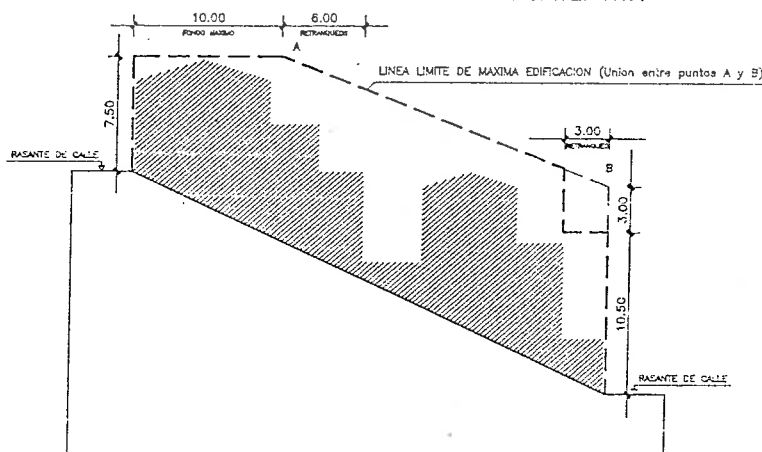 10.00
6.00
(FONDO MAXIMO)
RETRANQUEOS
A
LINEA LIMITE DE MAXIMA EDIFICACION (Union entre puntos A y B)
7.50
3.00
RETRANQUEOS
RASANTE DE CALLE
B
3.00
10.50
RASANTE DE CALLE